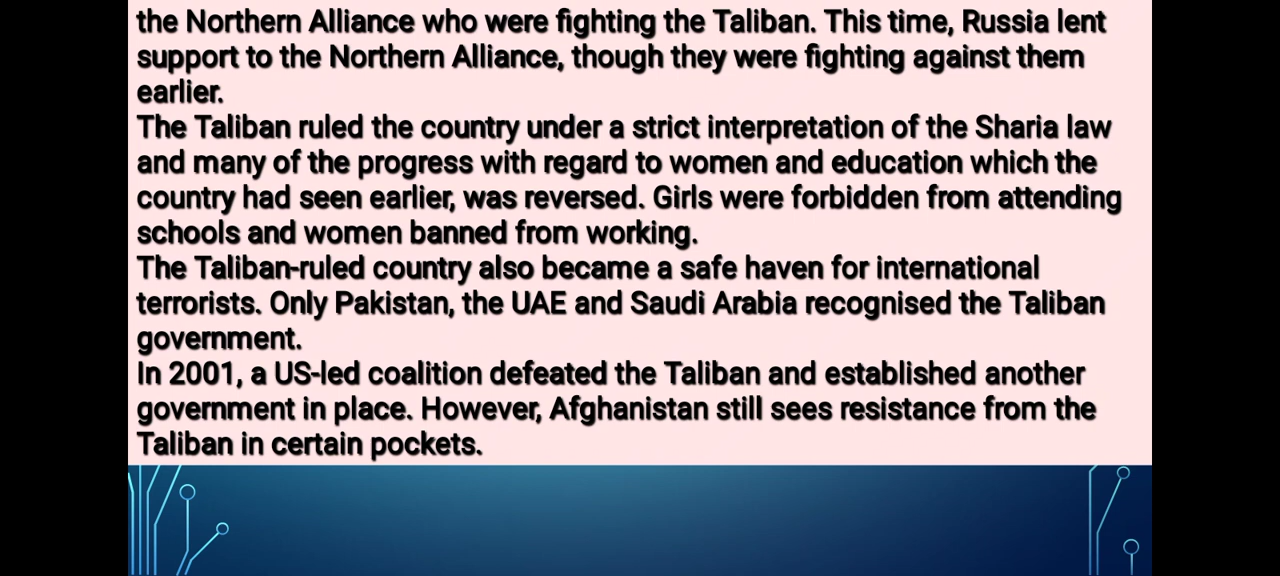 the Northern Alliance who were fighting the Taliban. This time, Russia lent
support to the Northern Alliance, though they were fighting against them
earlier.
The Taliban ruled the country under a strict interpretation of the Sharia law
and many of the progress with regard to women and education which the
country had seen earlier, was reversed. Girls were forbidden from attending
schools and women banned from working.
The Taliban-ruled country also became a safe haven for international
terrorists. Only Pakistan, the UAE and Saudi Arabia recognised the Taliban
government.
In 2001, a US-led coalition defeated the Taliban and established another
government in place. However, Afghanistan still sees resistance from the
Taliban in certain pockets.